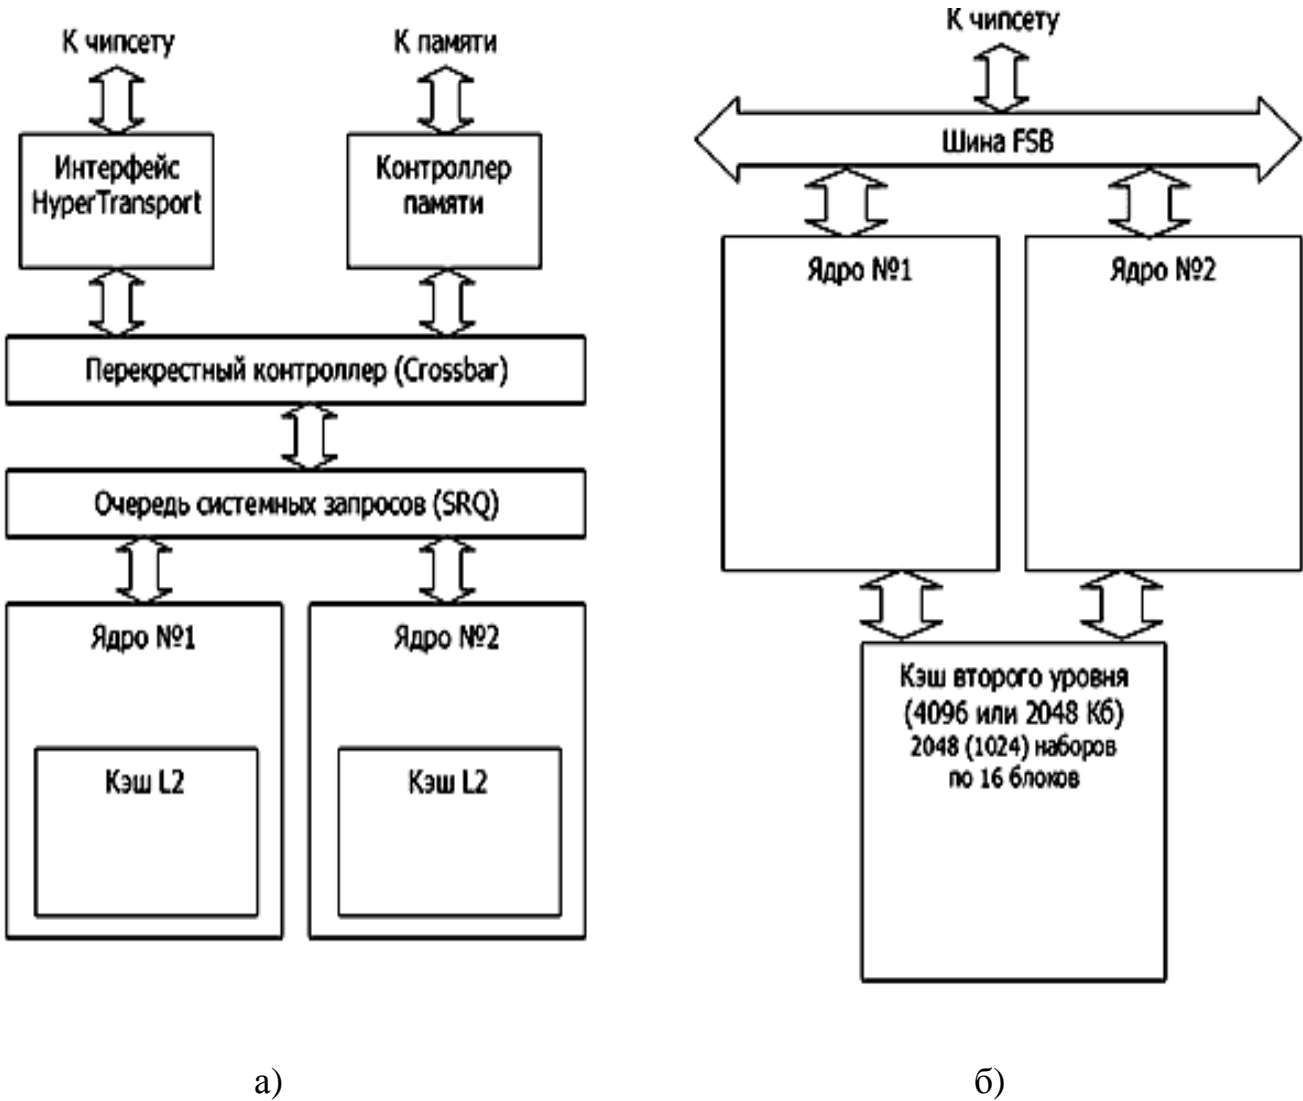 К чипсету
К памяти
Интерфейс
HyperTransport
Контроллер
памяти
Перекрестный контроллер (Crossbar)
Очередь системных запросов (SRQ)
Ядро №1
Ядро №2
Кэш L2
Кэш L2
а)
К чипсету
Шина FSB
Ядро №1
Ядро №2
Кэш второго уровня
(4096 или 2048 Кб)
2048 (1024) наборов
по 16 блоков
б)